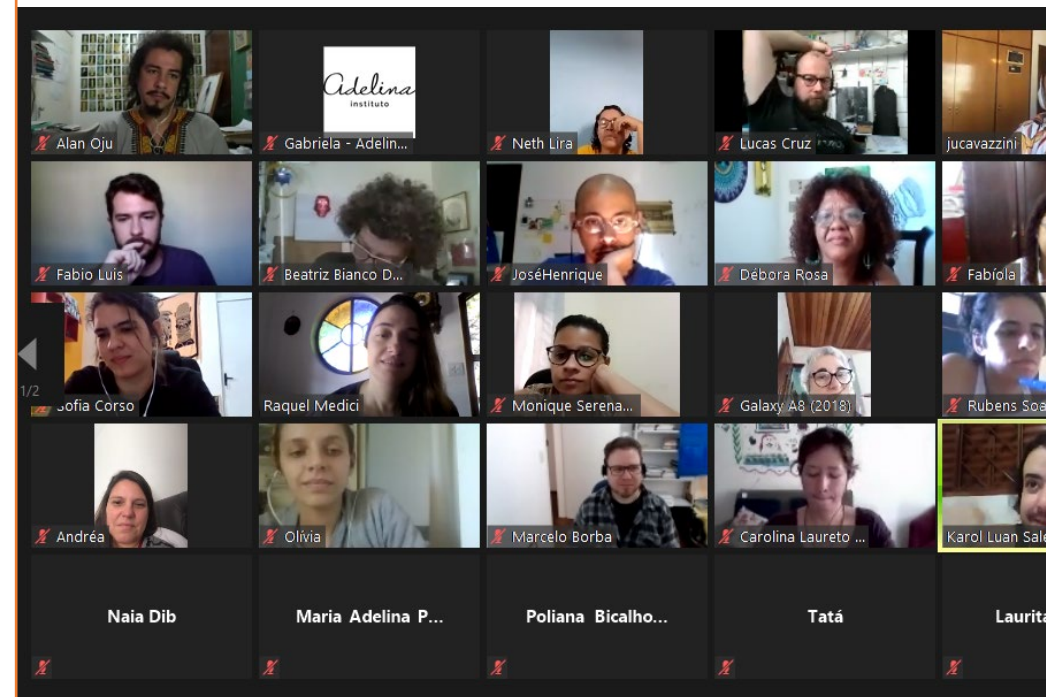 Alan Oju
adelina
instituto
Gabriela - Adelin...
Neth Lira
Lucas Cruz
jucavazzini
Fabio Luis
Beatriz Bianco D...
JoséHenrique
Débora Rosa
Fabíola
1/2
Sofia Corso
Raquel Medici
Monique Serena...
Galaxy A8 (2018)
Rubens Soa
Andréa
Olívia
Marcelo Borba
Carolina Laureto ...
Karol Luan Sale
Naia Dib
Maria Adelina P...
Poliana Bicalho...
Tatá
Laurita